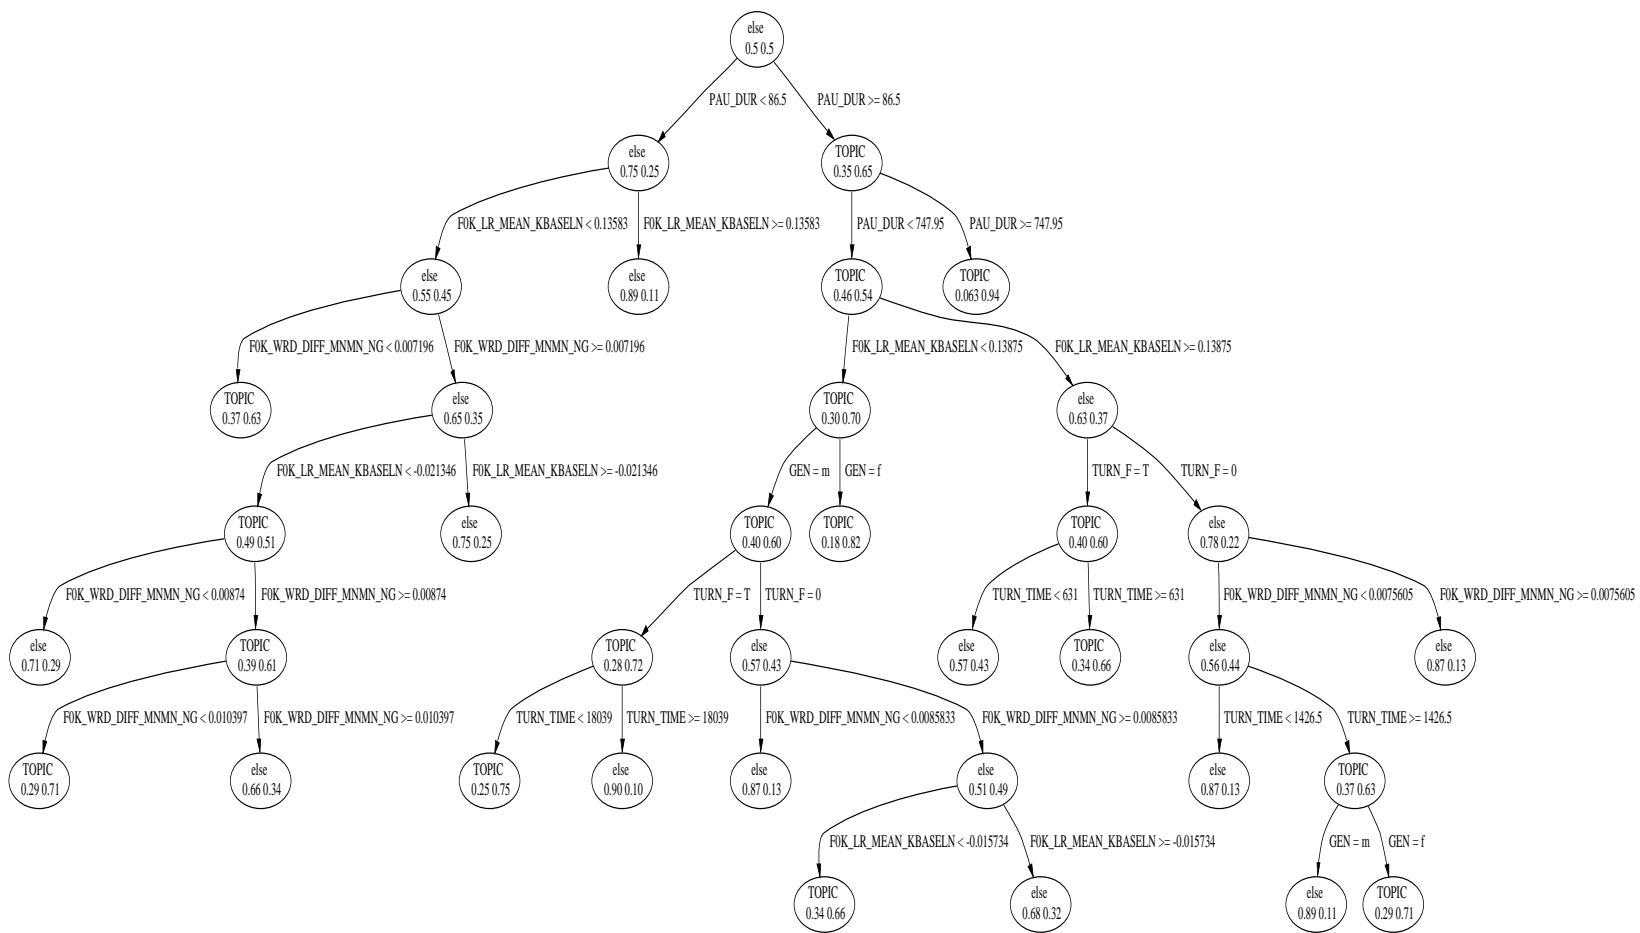 else
0.5 0.5
PAU_DUR < 86.5
PAU_DUR >= 86.5
else
0.75 0.25
TOPIC
0.35 0.65
F0K_LR_MEAN_KBASELN < 0.13583
F0K_LR_MEAN_KBASELN >= 0.13583
PAU_DUR < 747.95
PAU_DUR >= 747.95
else
0.55 0.45
else
0.89 0.11
TOPIC
0.46 0.54
TOPIC
0.063 0.94
F0K_WRD_DIFF_MNMN_NG < 0.007196
F0K_WRD_DIFF_MNMN_NG >= 0.007196
F0K_LR_MEAN_KBASELN < 0.13875
F0K_LR_MEAN_KBASELN >= 0.13875
TOPIC
0.37 0.63
else
0.65 0.35
TOPIC
0.30 0.70
else
0.63 0.37
F0K_LR_MEAN_KBASELN < -0.021346
F0K_LR_MEAN_KBASELN >= -0.021346
GEN = m
GEN = f
TURN_F = T
TURN_F = 0
TOPIC
0.49 0.51
else
0.75 0.25
TOPIC
0.40 0.60
TOPIC
0.18 0.82
TOPIC
0.40 0.60
else
0.78 0.22
F0K_WRD_DIFF_MNMN_NG < 0.00874
F0K_WRD_DIFF_MNMN_NG >= 0.00874
TURN_F = T
TURN_F = 0
TURN_TIME < 631
TURN_TIME >= 631
F0K_WRD_DIFF_MNMN_NG < 0.0075605
F0K_WRD_DIFF_MNMN_NG >= 0.0075605
else
0.71 0.29
TOPIC
0.39 0.61
TOPIC
0.28 0.72
else
0.57 0.43
else
0.57 0.43
TOPIC
0.34 0.66
else
0.56 0.44
else
0.87 0.13
F0K_WRD_DIFF_MNMN_NG < 0.010397
F0K_WRD_DIFF_MNMN_NG >= 0.010397
TURN_TIME < 18039
TURN_TIME >= 18039
F0K_WRD_DIFF_MNMN_NG < 0.0085833
F0K_WRD_DIFF_MNMN_NG >= 0.0085833
TURN_TIME < 1426.5
TURN_TIME >= 1426.5
TOPIC
0.29 0.71
else
0.66 0.34
TOPIC
0.25 0.75
else
0.90 0.10
else
0.87 0.13
else
0.51 0.49
else
0.87 0.13
TOPIC
0.37 0.63
F0K_LR_MEAN_KBASELN < -0.015734
F0K_LR_MEAN_KBASELN >= -0.015734
GEN = m
GEN = f
TOPIC
0.34 0.66
else
0.68 0.32
else
0.89 0.11
TOPIC
0.29 0.71